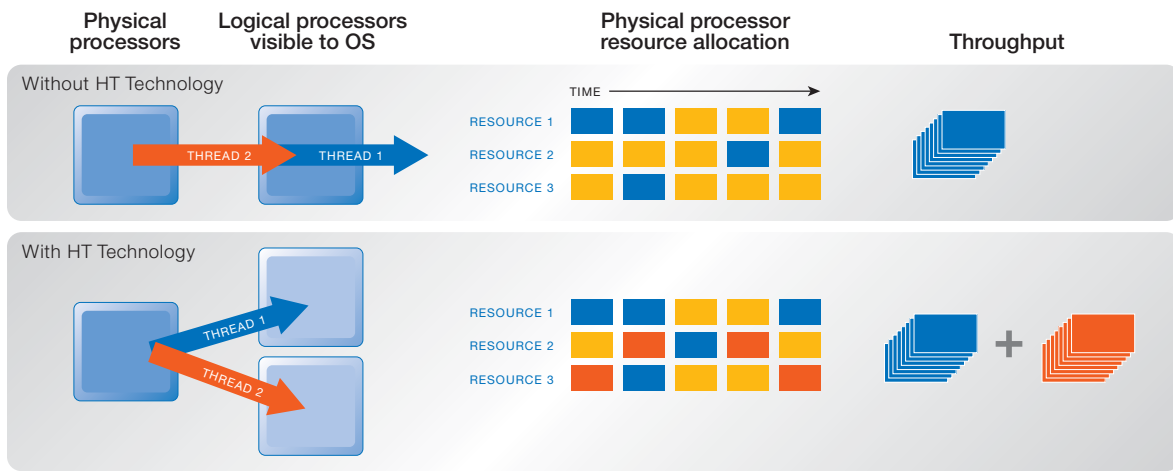 Physical
processors
Logical processors
visible to OS
Physical processor
resource allocation
Throughput
Without HT Technology
THREAD 2
THREAD 1
TIME
RESOURCE 1
RESOURCE 2
RESOURCE 3
With HT Technology
THREAD 1
THREAD 2
RESOURCE 1
RESOURCE 2
RESOURCE 3
+